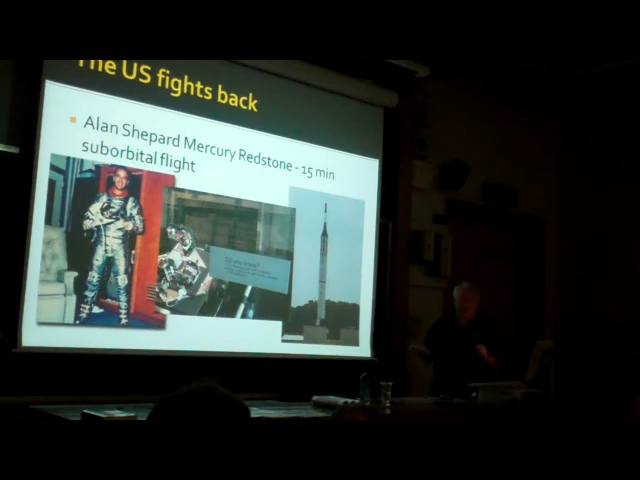 The US fights back
Alan Shepard Mercury Redstone - 15 min
suborbital flight